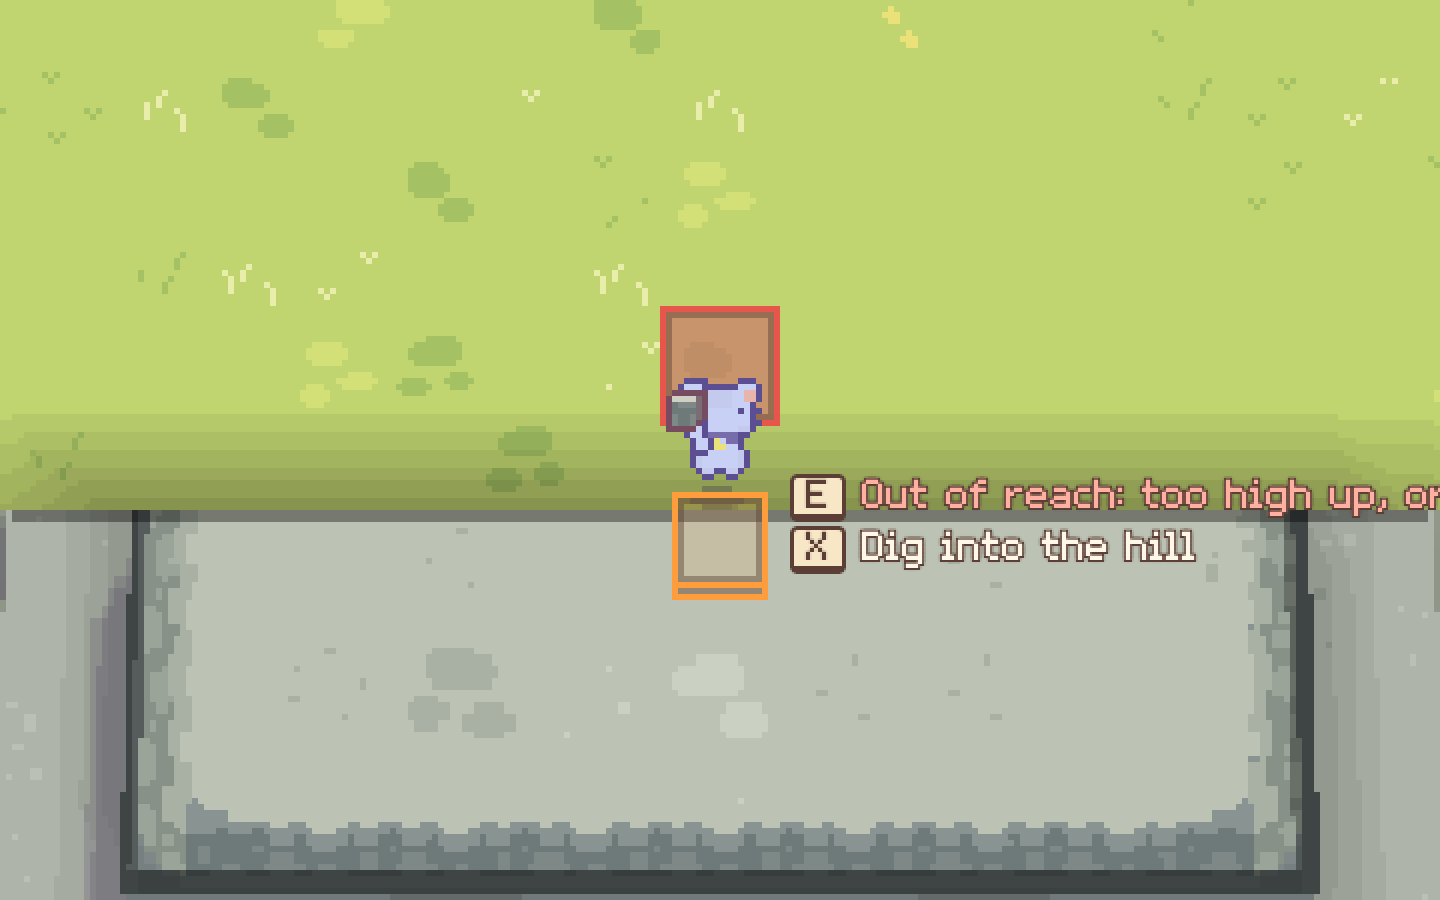 E Out of reach: too high up, or
X Dig into the hill